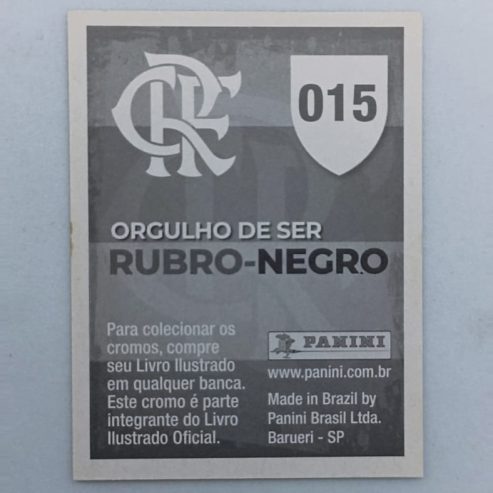 CRF
015
ORGULHO DE SER
RUBRO-NEGRO
Para colecionar os
cromos, compre
seu Livro Ilustrado
em qualquer banca.
Este cromo é parte
integrante do Livro
Ilustrado Oficial.
PANINI
www.panini.com.br
Made in Brazil by
Panini Brasil Ltda.
Barueri - SP